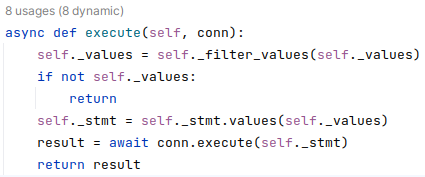 8 usages (8 dynamic)
async def execute(self, conn):
    self._values = self._filter_values(self._values)
    if not self._values:
        return
    self._stmt = self._stmt.values(self._values)
    result = await conn.execute(self._stmt)
    return result